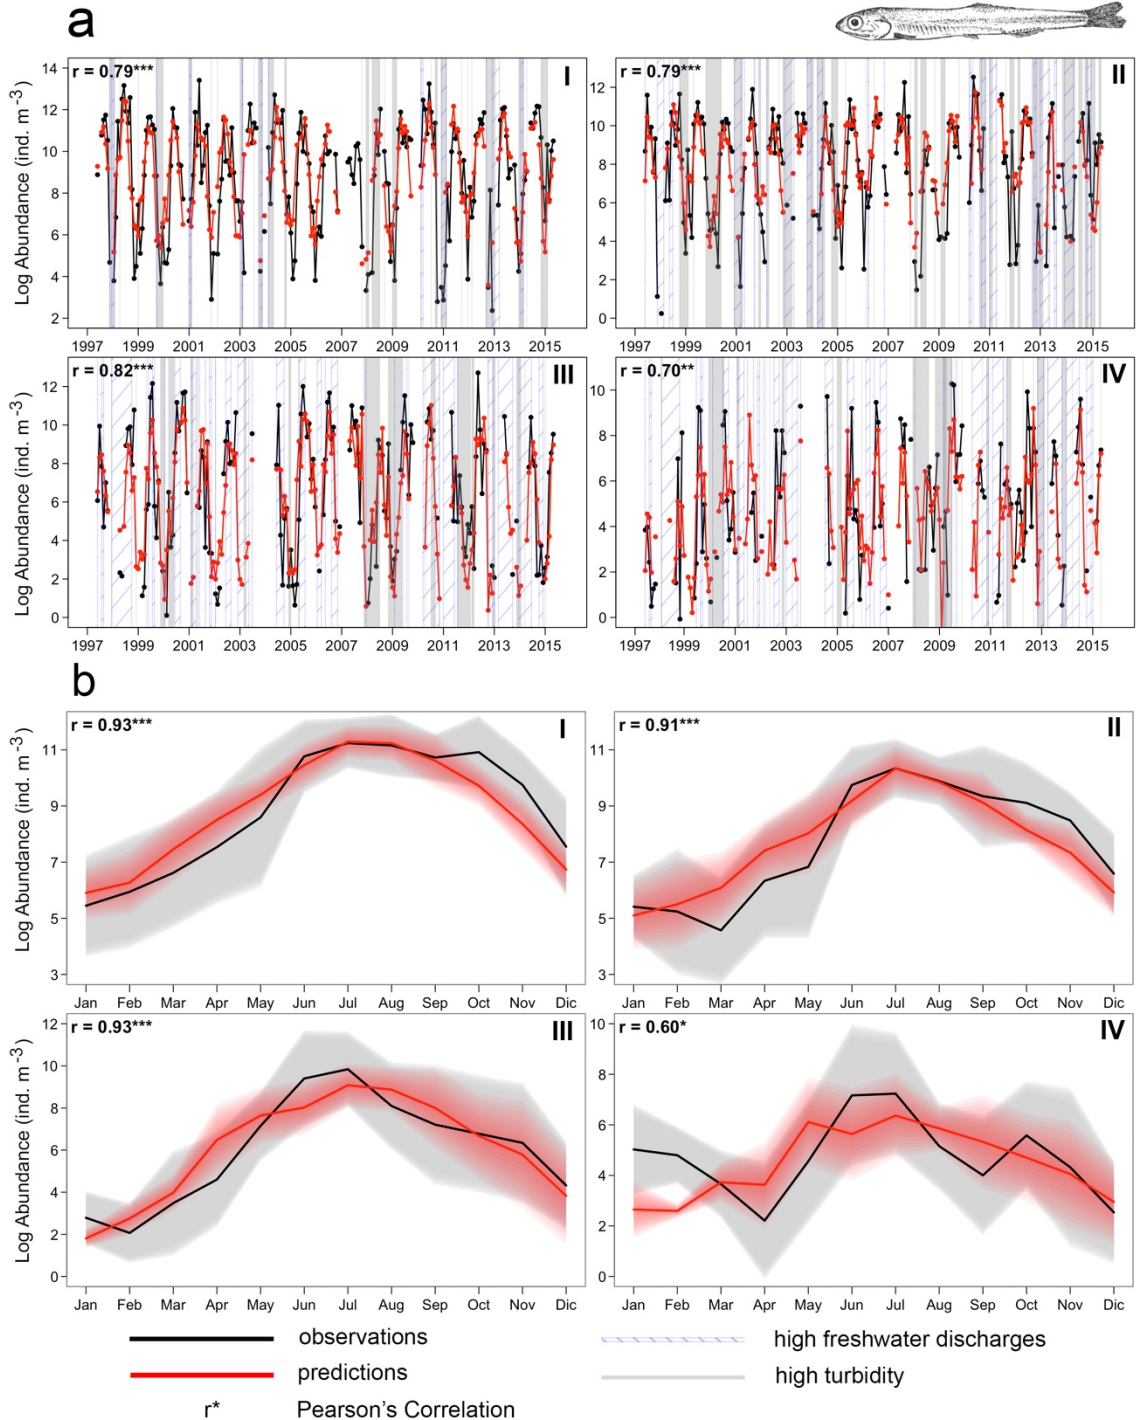 a
r = 0.79***
I
Log Abundance (ind. m⁻³)
14
12
10
8
6
4
2
1997 1999 2001 2003 2005 2007 2009 2011 2013 2015
r = 0.79***
II
12
10
8
6
4
2
0
1997 1999 2001 2003 2005 2007 2009 2011 2013 2015
r = 0.82***
III
Log Abundance (ind. m⁻³)
12
10
8
6
4
2
0
1997 1999 2001 2003 2005 2007 2009 2011 2013 2015
r = 0.70**
IV
10
8
6
4
2
0
1997 1999 2001 2003 2005 2007 2009 2011 2013 2015
b
r = 0.93***
I
Log Abundance (ind. m⁻³)
11
9
7
5
3
Jan Feb Mar Apr May Jun Jul Aug Sep Oct Nov Dic
r = 0.91***
II
11
9
7
5
3
Jan Feb Mar Apr May Jun Jul Aug Sep Oct Nov Dic
r = 0.93***
III
Log Abundance (ind. m⁻³)
12
10
8
6
4
2
0
Jan Feb Mar Apr May Jun Jul Aug Sep Oct Nov Dic
r = 0.60*
IV
10
8
6
4
2
0
Jan Feb Mar Apr May Jun Jul Aug Sep Oct Nov Dic
observations
high freshwater discharges
predictions
high turbidity
r* Pearson's Correlation